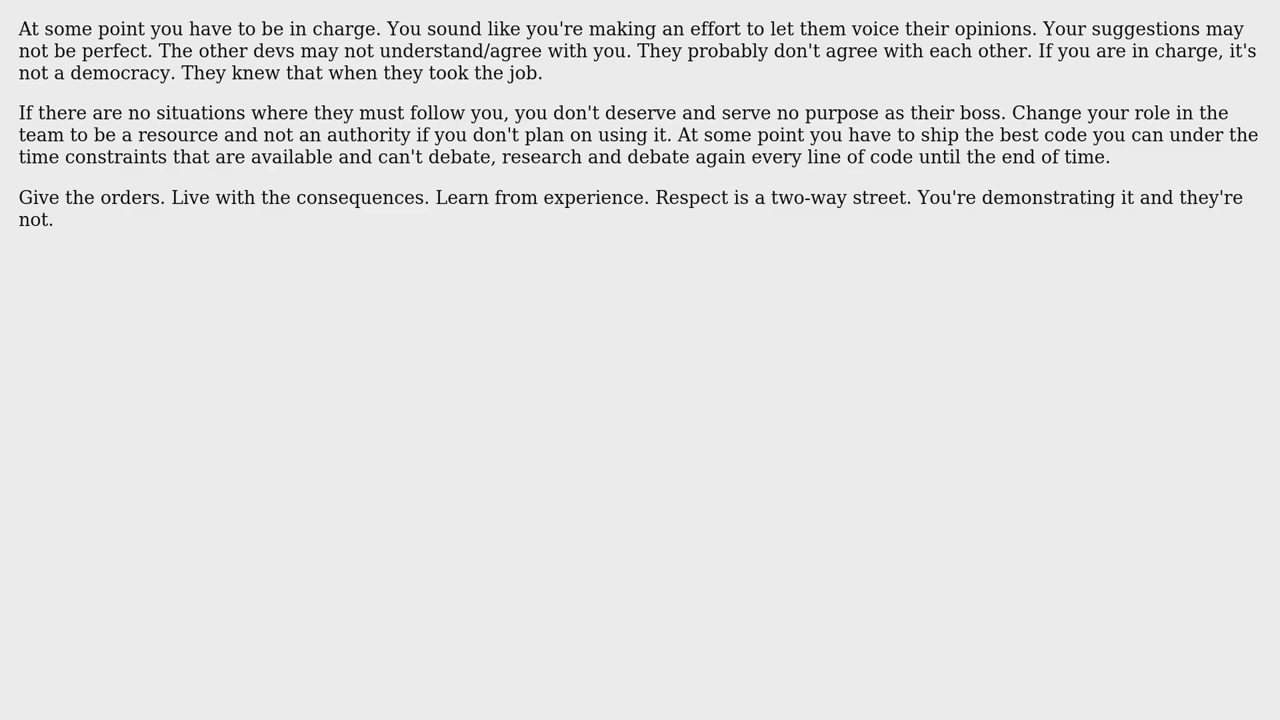 At some point you have to be in charge. You sound like you're making an effort to let them voice their opinions. Your suggestions may
not be perfect. The other devs may not understand/agree with you. They probably don't agree with each other. If you are in charge, it's
not a democracy. They knew that when they took the job.
If there are no situations where they must follow you, you don't deserve and serve no purpose as their boss. Change your role in the
team to be a resource and not an authority if you don't plan on using it. At some point you have to ship the best code you can under the
time constraints that are available and can't debate, research and debate again every line of code until the end of time.
Give the orders. Live with the consequences. Learn from experience. Respect is a two-way street. You're demonstrating it and they're
not.